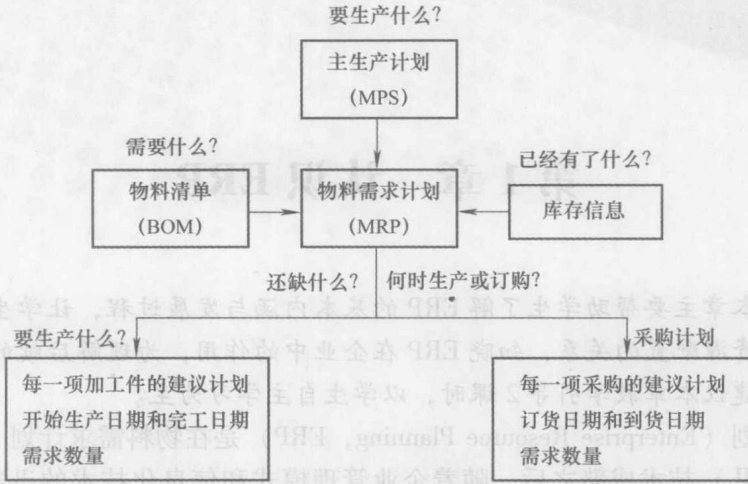 要生产什么?
主生产计划
(MPS)
需要什么?
已经有了什么?
物料清单
(BOM)
物料需求计划
(MRP)
库存信息
还缺什么?
何时生产或订购?
要生产什么?
采购计划
每一项加工件的建议计划
开始生产日期和完工日期
需求数量
每一项采购的建议计划
订货日期和到货日期
需求数量